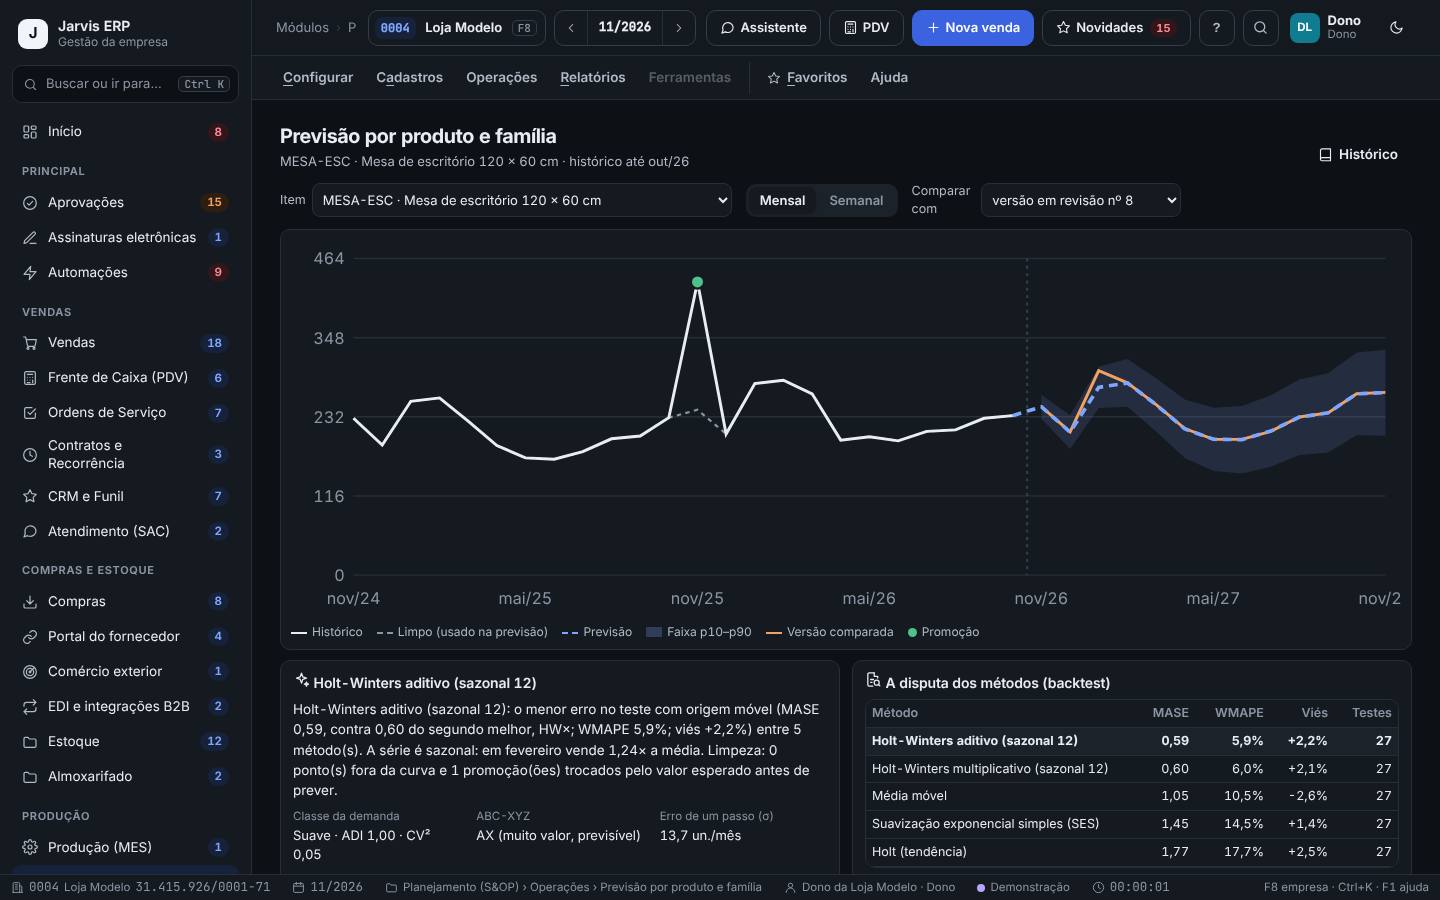 J
Jarvis ERP
Gestão da empresa
Buscar ou ir para... Ctrl K
Início 8
PRINCIPAL
Aprovações 15
Assinaturas eletrônicas 1
Automações 9
VENDAS
Vendas 18
Frente de Caixa (PDV) 6
Ordens de Serviço 7
Contratos e
Recorrência 3
CRM e Funil 7
Atendimento (SAC) 2
COMPRAS E ESTOQUE
Compras 8
Portal do fornecedor 4
Comércio exterior 1
EDI e integrações B2B 2
Estoque 12
Almoxarifado 2
PRODUÇÃO
Produção (MES) 1
Módulos › P 0004 Loja Modelo F8 ‹ 11/2026 › Assistente PDV + Nova venda Novidades 15 ? DL Dono
Dono
Configurar Cadastros Operações Relatórios Ferramentas Favoritos Ajuda
Previsão por produto e família
MESA-ESC · Mesa de escritório 120 × 60 cm · histórico até out/26
Histórico
Item MESA-ESC · Mesa de escritório 120 × 60 cm Mensal Semanal Comparar
com versão em revisão nº 8
464
348
232
116
0
nov/24 mai/25 nov/25 mai/26 nov/26 mai/27 nov/2
Histórico Limpo (usado na previsão) Previsão Faixa p10–p90 Versão comparada Promoção
Holt-Winters aditivo (sazonal 12)
Holt-Winters aditivo (sazonal 12): o menor erro no teste com origem móvel (MASE
0,59, contra 0,60 do segundo melhor, HW×; WMAPE 5,9%; viés +2,2%) entre 5
método(s). A série é sazonal: em fevereiro vende 1,24× a média. Limpeza: 0
ponto(s) fora da curva e 1 promoção(ões) trocados pelo valor esperado antes de
prever.
Classe da demanda ABC-XYZ Erro de um passo (σ)
Suave · ADI 1,00 · CV² AX (muito valor, previsível) 13,7 un./mês
0,05
A disputa dos métodos (backtest)
Método MASE WMAPE Viés Testes
Holt-Winters aditivo (sazonal 12) 0,59 5,9% +2,2% 27
Holt-Winters multiplicativo (sazonal 12) 0,60 6,0% +2,1% 27
Média móvel 1,05 10,5% -2,6% 27
Suavização exponencial simples (SES) 1,45 14,5% +1,4% 27
Holt (tendência) 1,77 17,7% +2,5% 27
0004 Loja Modelo 31.415.926/0001-71 11/2026 Planejamento (S&OP) › Operações › Previsão por produto e família Dono da Loja Modelo · Dono Demonstração 00:00:01 F8 empresa · Ctrl+K · F1 ajuda